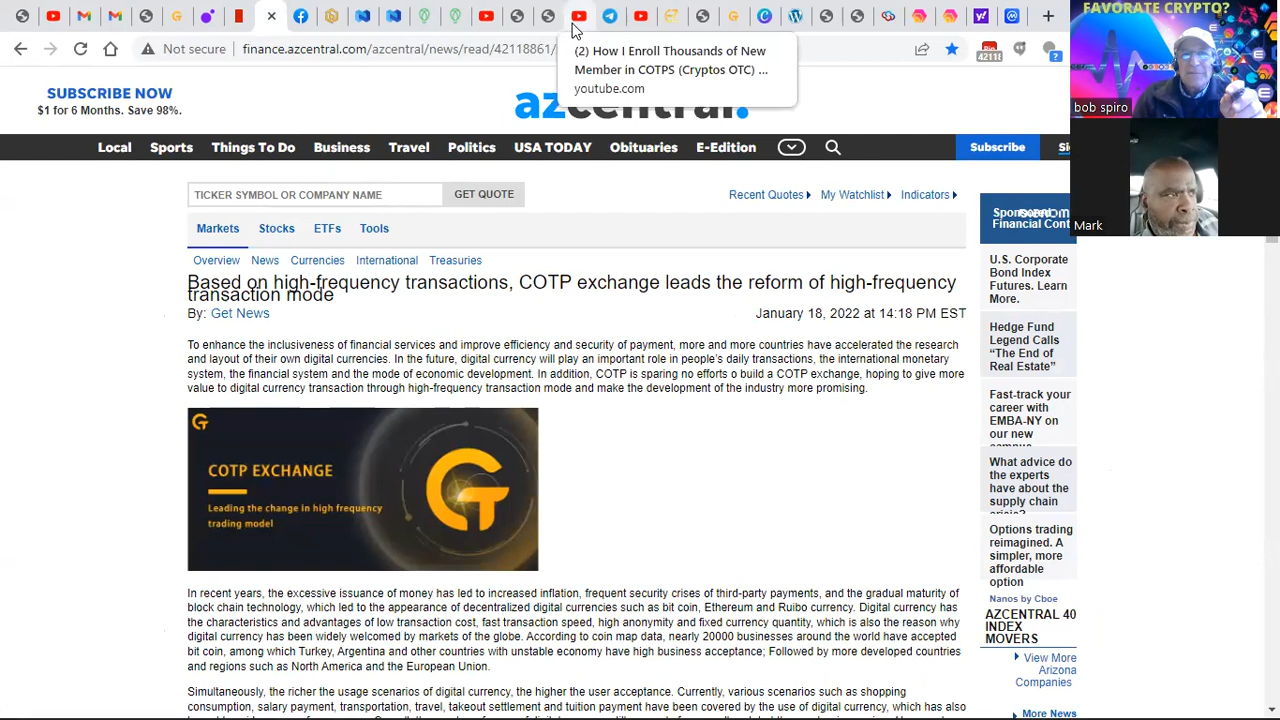 FAVORATE CRYPTO?
Not secure
finance.azcentral.com/azcentral/news/read/42118861/
42118
(2) How I Enroll Thousands of New
Member in COTPS (Cryptos OTC) ...
youtube.com
bob spiro
SUBSCRIBE NOW
$1 for 6 Months. Save 98%.
azcentral.
Local Sports Things To Do Business Travel Politics USA TODAY Obituaries E-Edition
Subscribe
TICKER SYMBOL OR COMPANY NAME
GET QUOTE
Recent Quotes My Watchlist Indicators
Mark
Markets Stocks ETFs Tools
Overview News Currencies International Treasuries
Based on high-frequency transactions, COTP exchange leads the reform of high-frequency
transaction mode
By: Get News
January 18, 2022 at 14:18 PM EST
To enhance the inclusiveness of financial services and improve efficiency and security of payment, more and more countries have accelerated the research
and layout of their own digital currencies. In the future, digital currency will play an important role in people's daily transactions, the international monetary
system, the financial system and the mode of economic development. In addition, COTP is sparing no efforts o build a COTP exchange, hoping to give more
value to digital currency transaction through high-frequency transaction mode and make the development of the industry more promising.
COTP EXCHANGE
Leading the change in high frequency
trading model
In recent years, the excessive issuance of money has led to increased inflation, frequent security crises of third-party payments, and the gradual maturity of
block chain technology, which led to the appearance of decentralized digital currencies such as bit coin, Ethereum and Ruibo currency. Digital currency has
the characteristics and advantages of low transaction cost, fast transaction speed, high anonymity and fixed currency quantity, which is also the reason why
digital currency has been widely welcomed by markets of the globe. According to coin map data, nearly 20000 businesses around the world have accepted
bit coin, among which Turkey, Argentina and other countries with unstable economy have high business acceptance; Followed by more developed countries
and regions such as North America and the European Union.
Simultaneously, the richer the usage scenarios of digital currency, the higher the user acceptance. Currently, various scenarios such as shopping
consumption, salary payment, transportation, travel, takeout settlement and tuition payment have been covered by the use of digital currency, which has also
Financial Cont
U.S. Corporate
Bond Index
Futures. Learn
More.
Hedge Fund
Legend Calls
“The End of
Real Estate”
Fast-track your
career with
EMBA-NY on
our new
What advice do
the experts
have about the
supply chain
Options trading
reimagined. A
simpler, more
affordable
option
Nanos by Cboe
AZCENTRAL 40
INDEX
MOVERS
View More
Arizona
Companies
More News